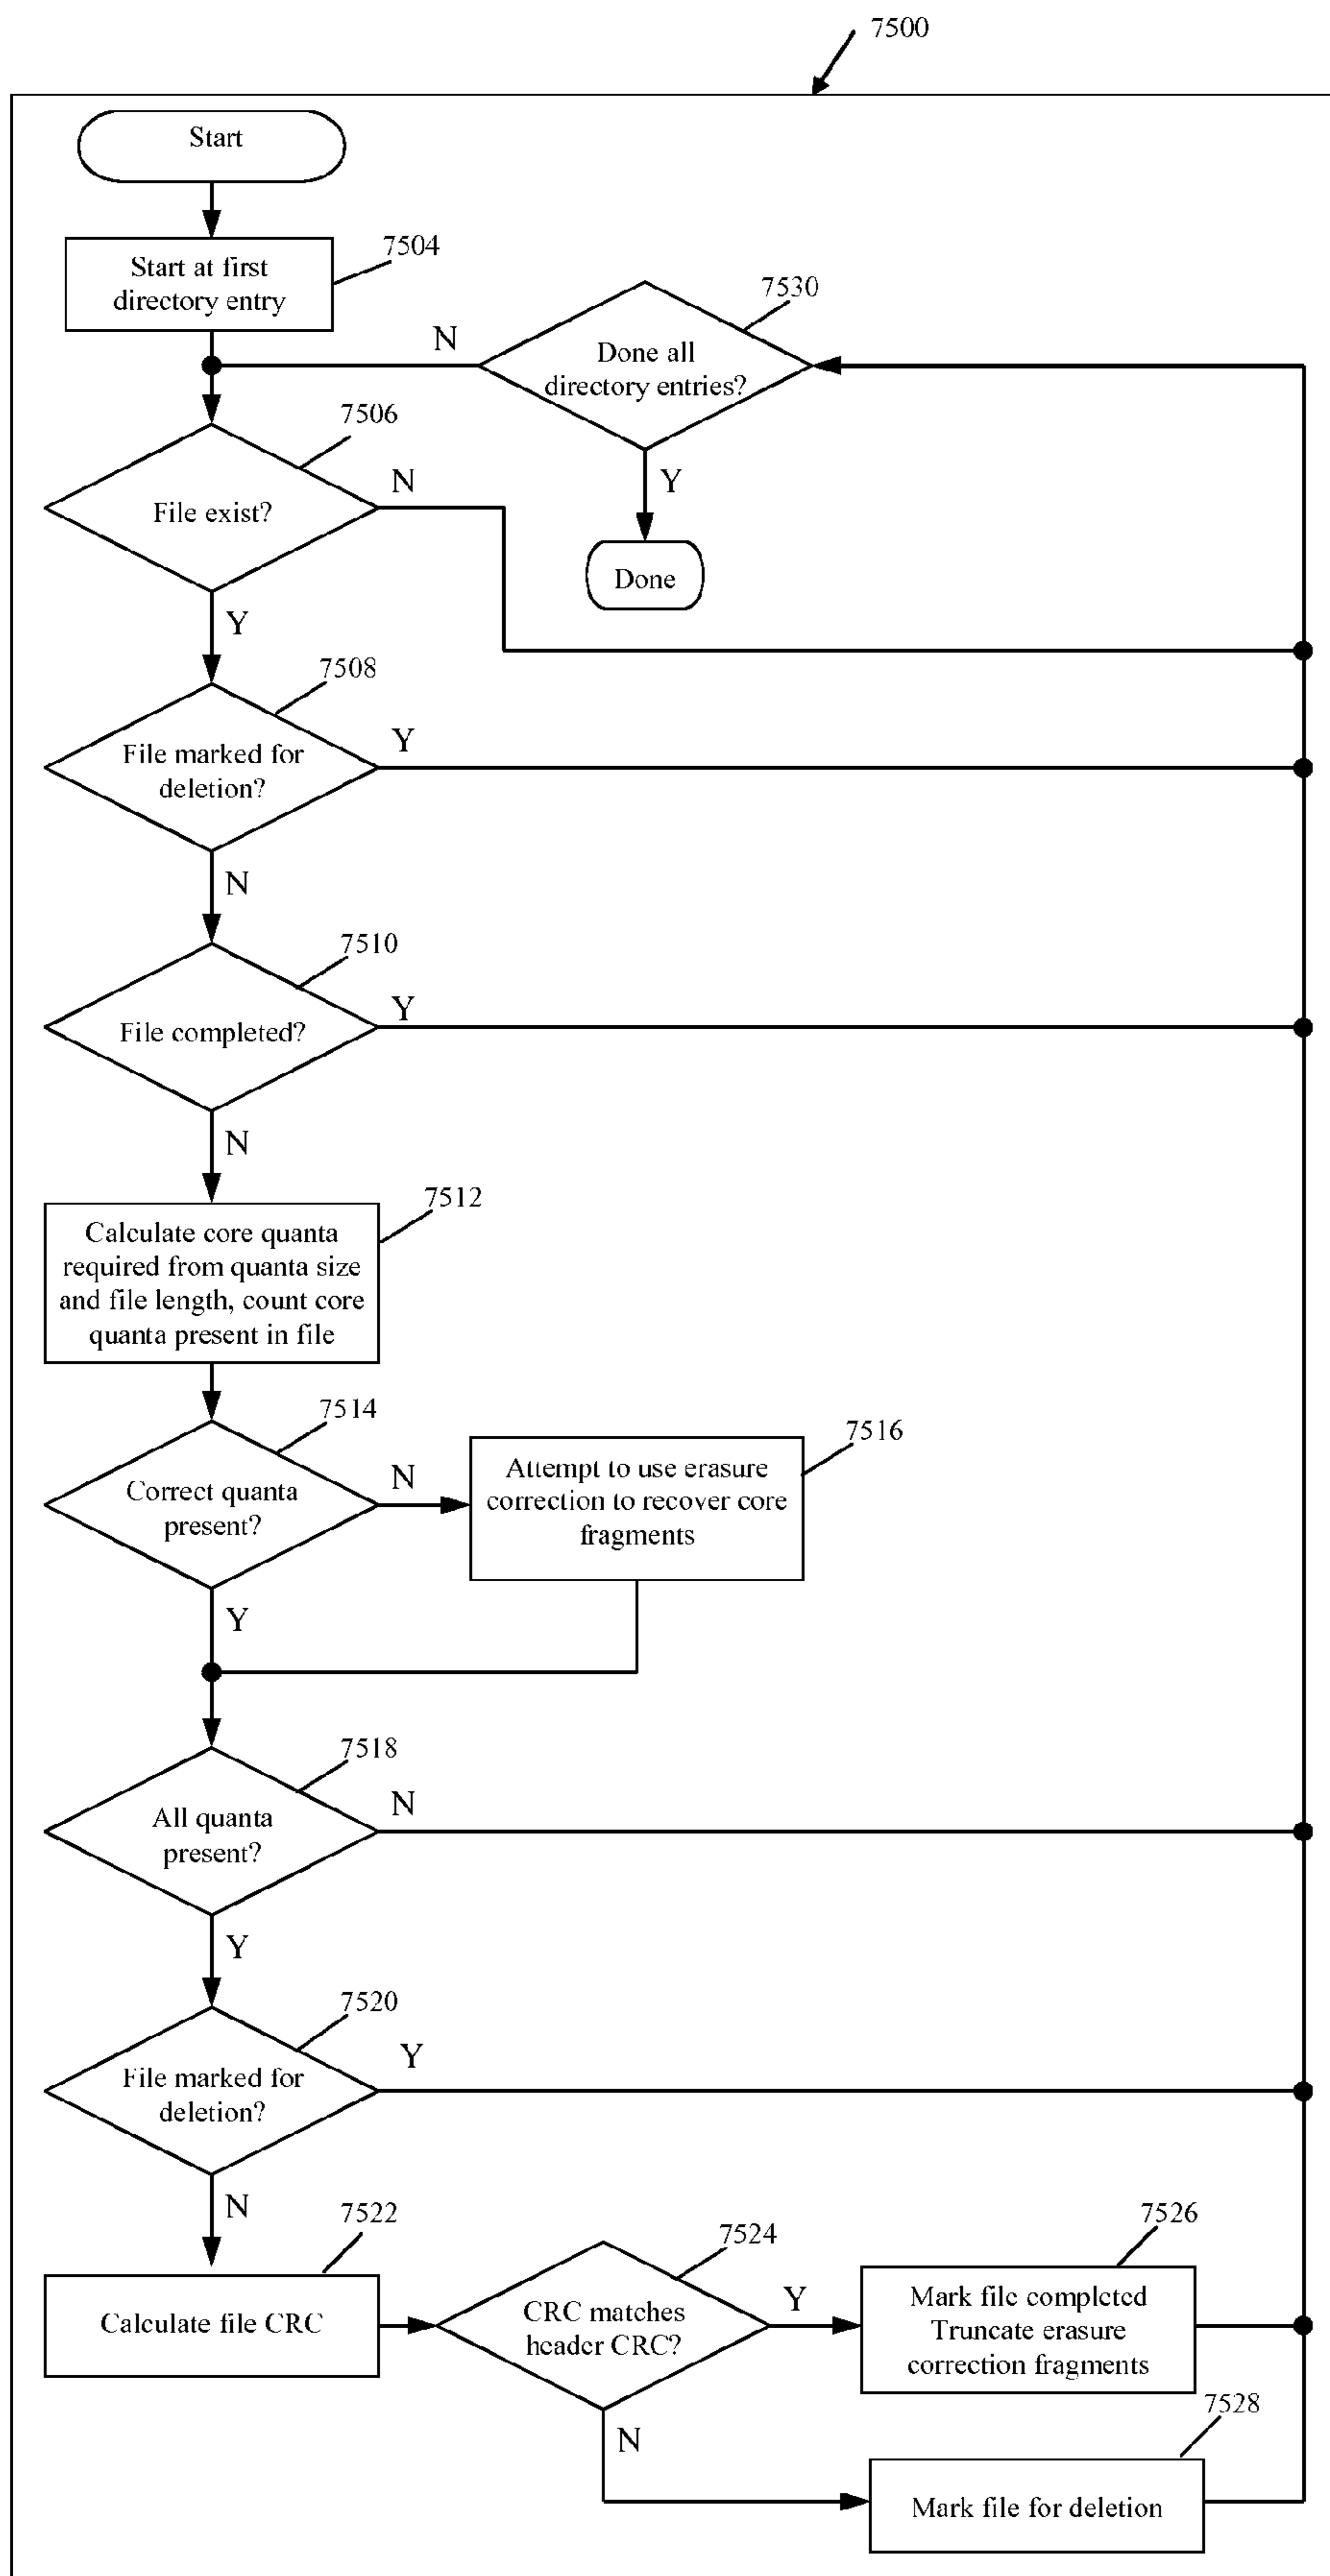 7500
Start
7504
Start at first
directory entry
7530
N
Done all
directory entries?
7506
N
Y
File exist?
Done
Y
7508
Y
File marked for
deletion?
N
7510
Y
File completed?
N
7512
Calculate core quanta
required from quanta size
and file length, count core
quanta present in file
7514
7516
N
Correct quanta
present?
Attempt to use erasure
correction to recover core
fragments
Y
7518
N
All quanta
present?
Y
7520
Y
File marked for
deletion?
N
7522
7524
7526
Calculate file CRC
CRC matches
header CRC?
Y
Mark file completed
Truncate erasure
correction fragments
7528
N
Mark file for deletion